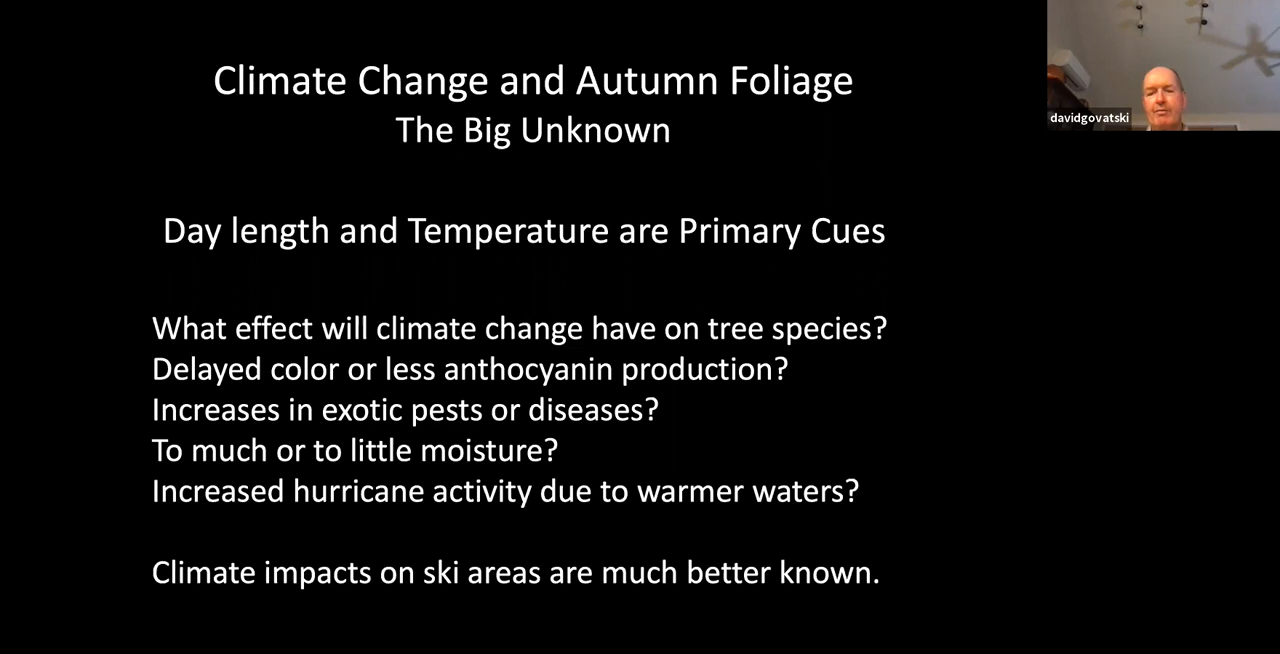 Climate Change and Autumn Foliage
The Big Unknown
davidgovatski
Day length and Temperature are Primary Cues
What effect will climate change have on tree species?
Delayed color or less anthocyanin production?
Increases in exotic pests or diseases?
To much or to little moisture?
Increased hurricane activity due to warmer waters?
Climate impacts on ski areas are much better known.